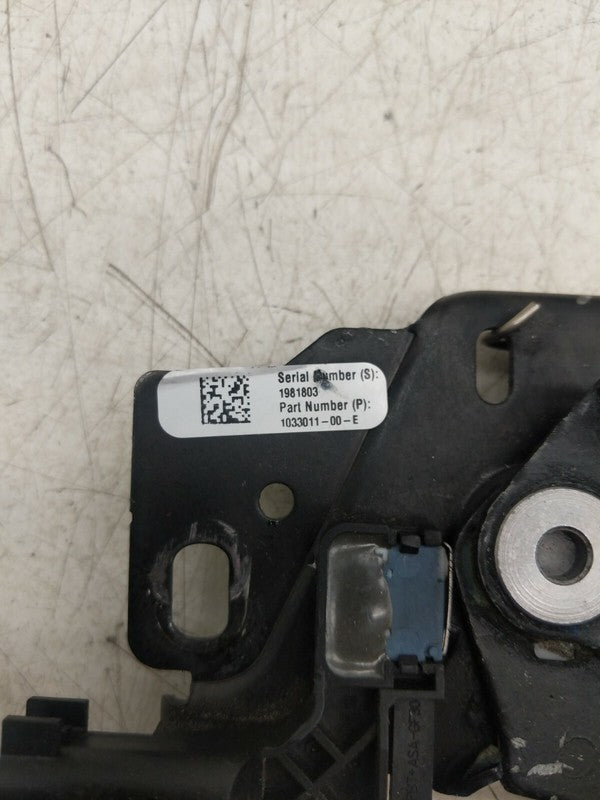 Serial Number (S):
1981803
Part Number (P):
1033011-00-E